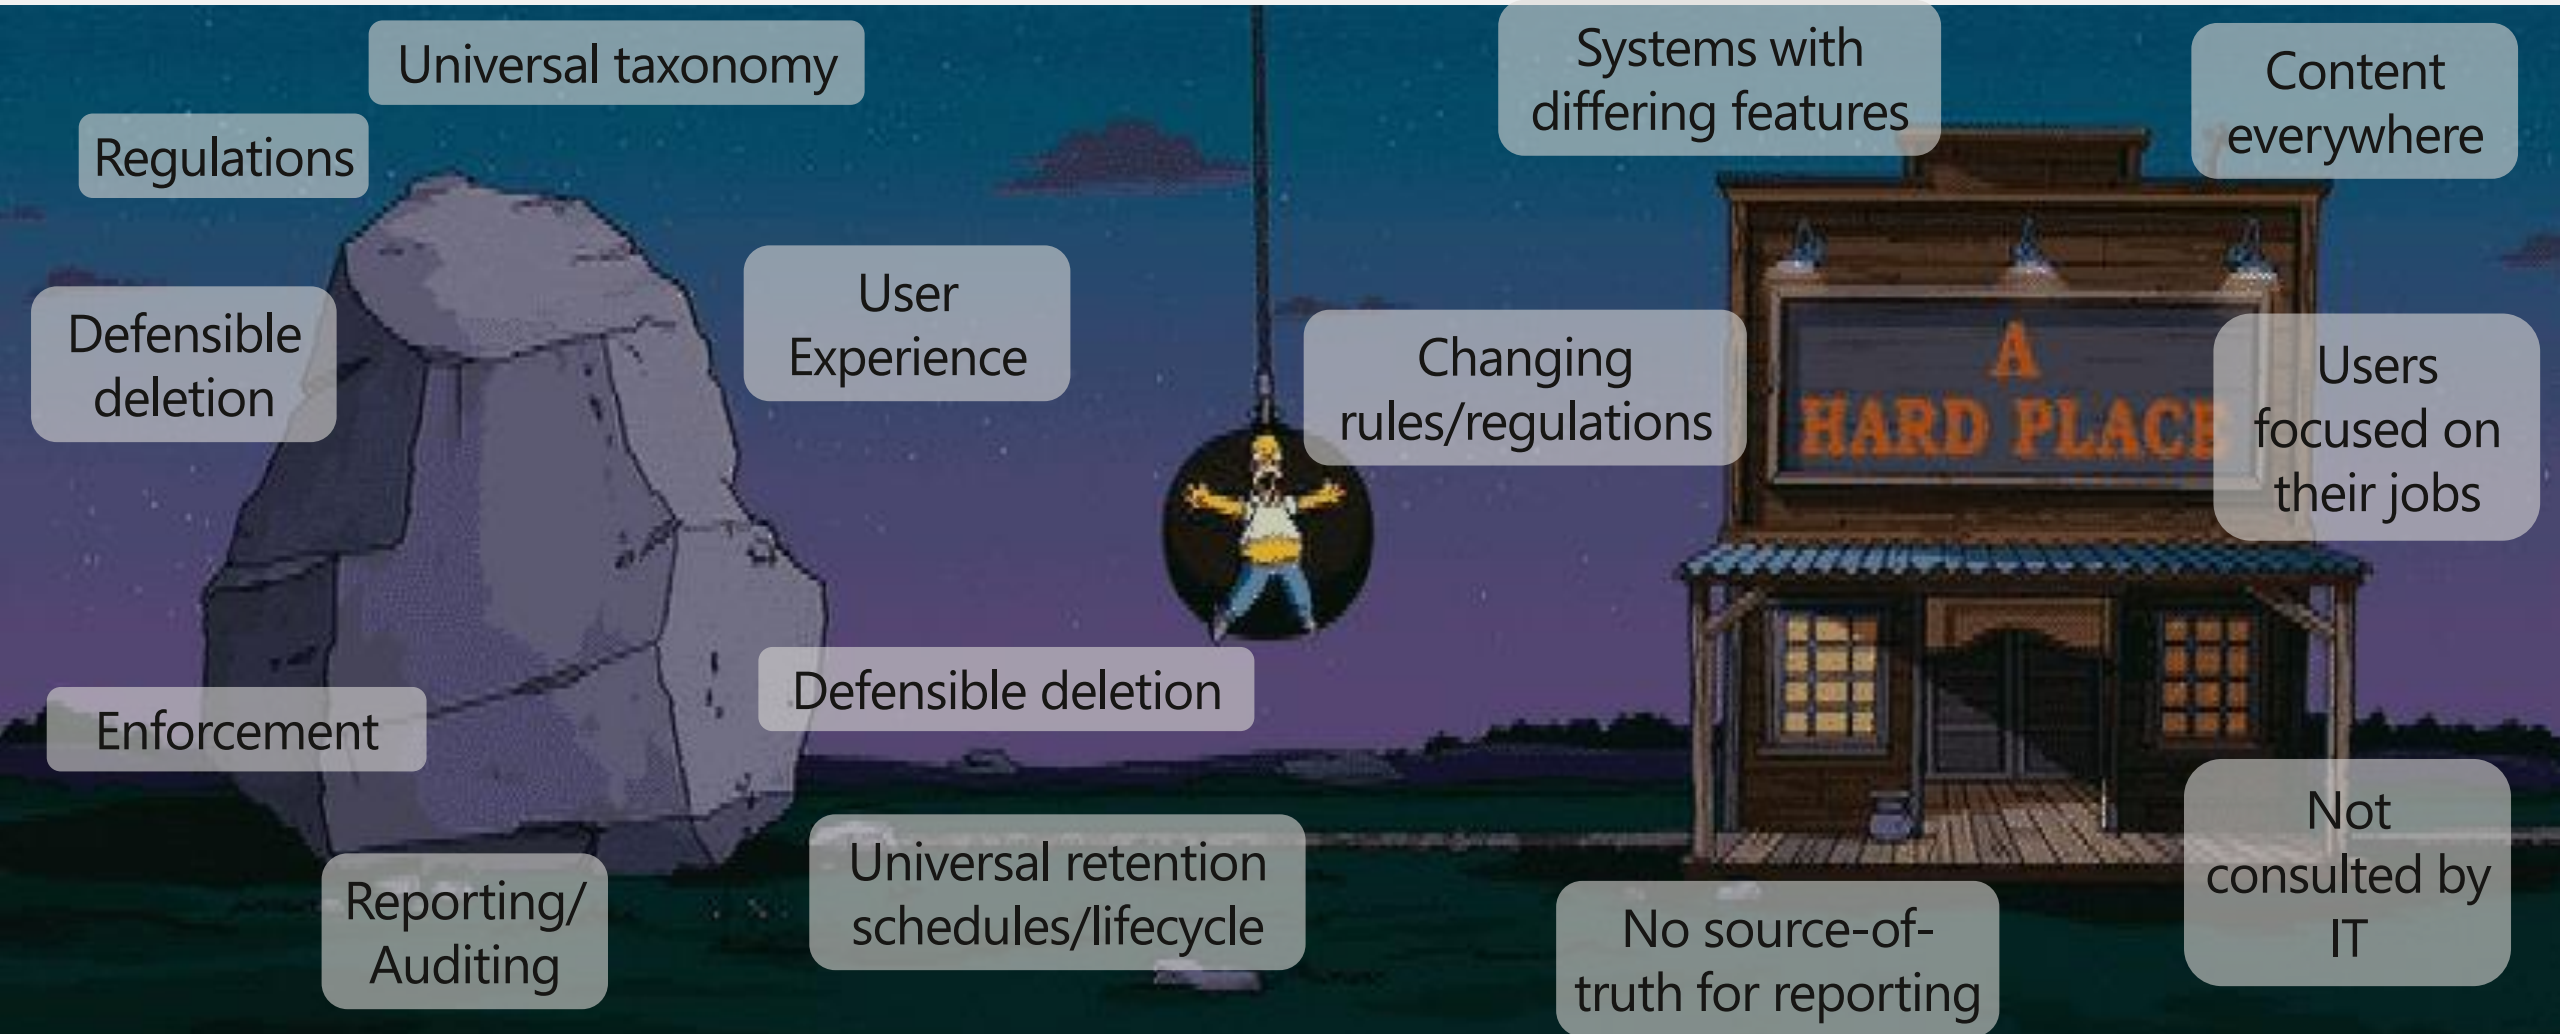 Universal taxonomy
Regulations
Defensible
deletion
User
Experience
Enforcement
Defensible deletion
Reporting/
Auditing
Universal retention
schedules/lifecycle
Systems with
differing features
Content
everywhere
Changing
rules/regulations
A
HARD PLACE
Users
focused on
their jobs
Not
consulted by
IT
No source-of-
truth for reporting